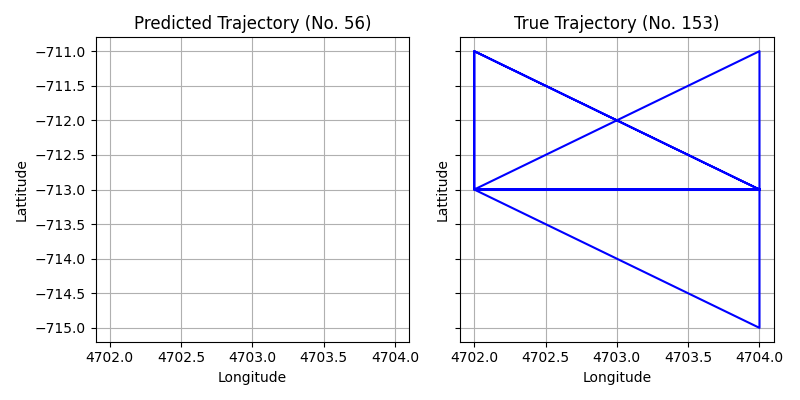 Predicted Trajectory (No. 56)
True Trajectory (No. 153)
−711.0
−711.5
−712.0
−712.5
−713.0
−713.5
−714.0
−714.5
−715.0
Lattitude
Lattitude
4702.0 4702.5 4703.0 4703.5 4704.0
4702.0 4702.5 4703.0 4703.5 4704.0
Longitude
Longitude